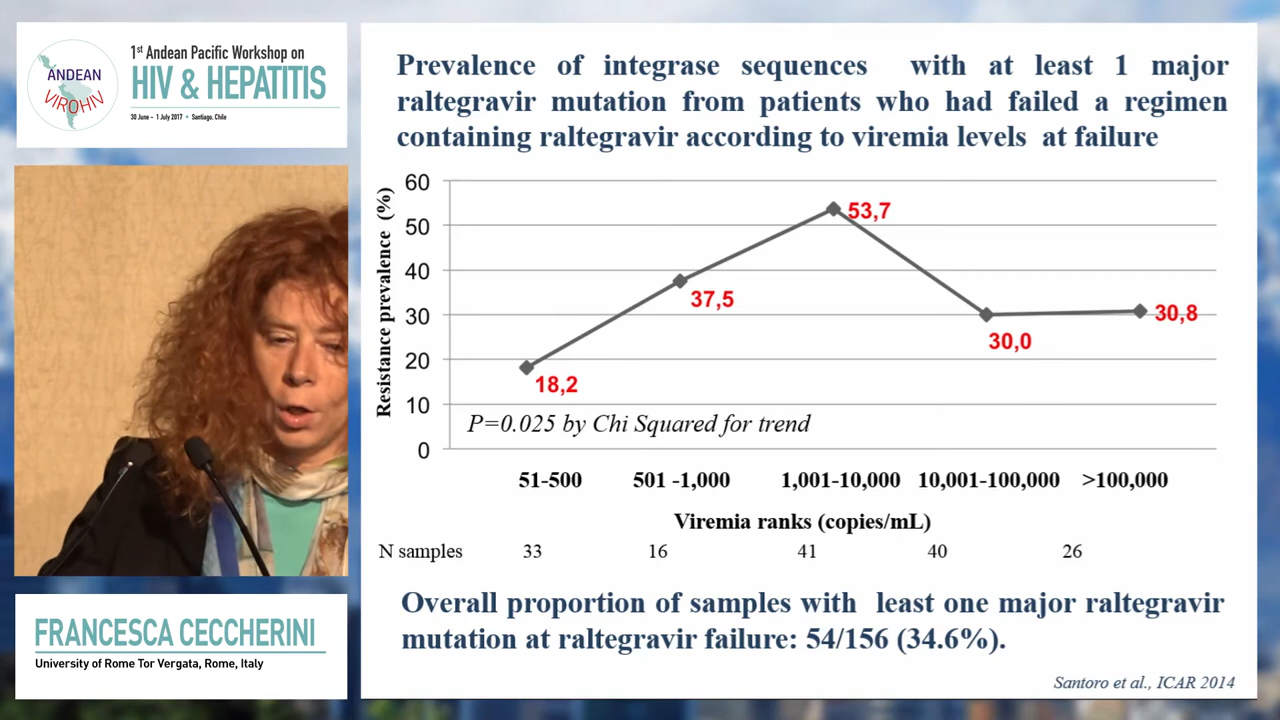 1st Andean Pacific Workshop on
HIV & HEPATITIS
30 June - 1 July 2017 • Santiago, Chile
ANDEAN
VIROHIV
Prevalence of integrase sequences with at least 1 major
raltegravir mutation from patients who had failed a regimen
containing raltegravir according to viremia levels at failure
Resistance prevalence (%)
60
50
40
30
20
10
0
18,2
37,5
53,7
30,0
30,8
P=0.025 by Chi Squared for trend
51-500 501 -1,000 1,001-10,000 10,001-100,000 >100,000
Viremia ranks (copies/mL)
N samples 33 16 41 40 26
Overall proportion of samples with least one major raltegravir
mutation at raltegravir failure: 54/156 (34.6%).
Santoro et al., ICAR 2014
FRANCESCA CECCHERINI
University of Rome Tor Vergata, Rome, Italy